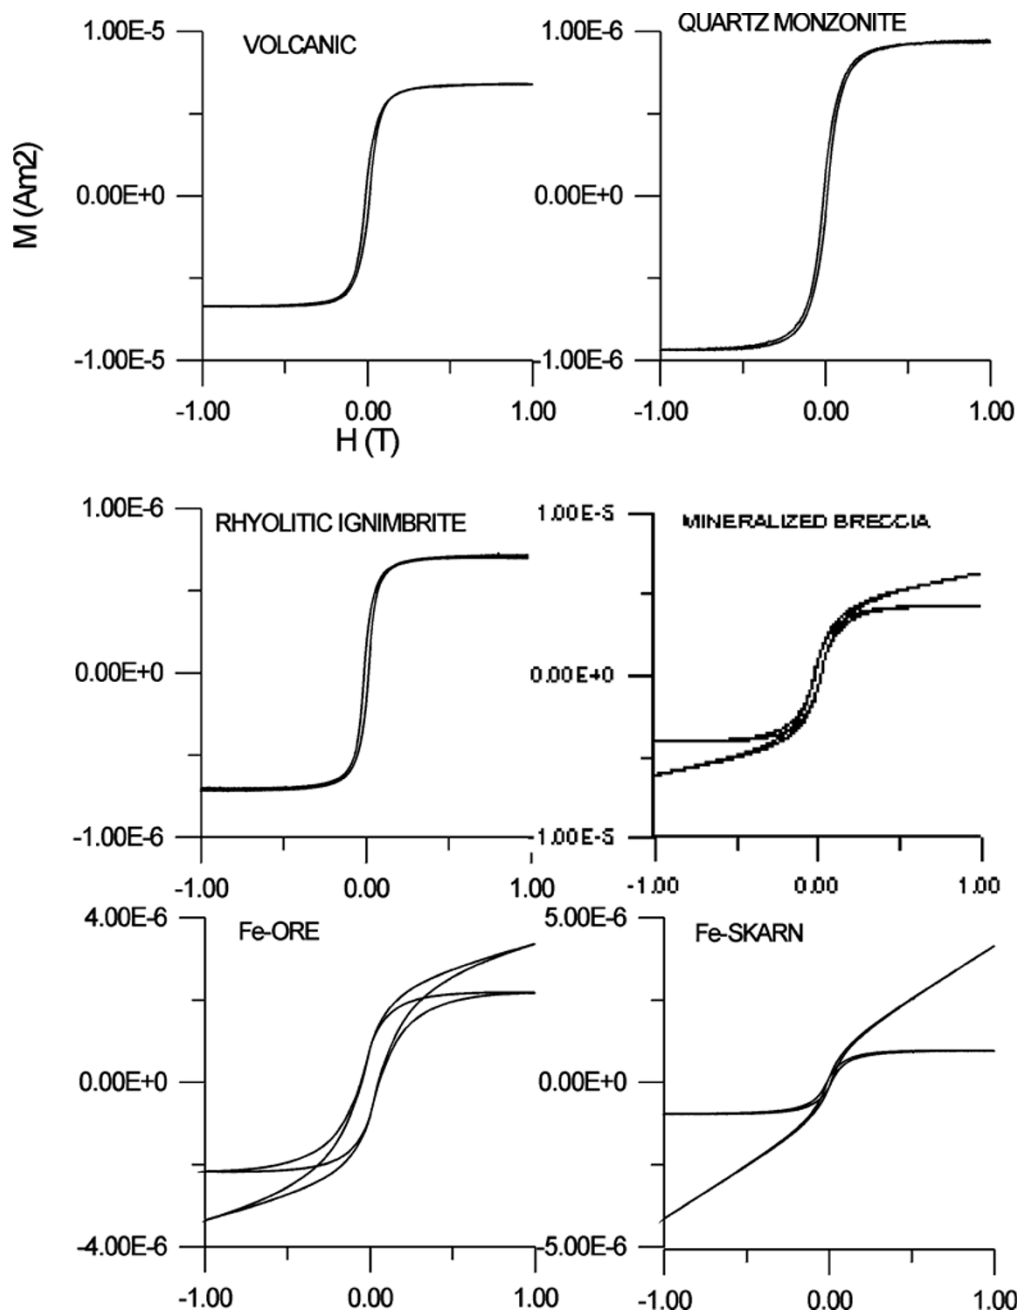 1.00E-5
VOLCANIC
M (Am2)
0.00E+0
-1.00E-5
-1.00
0.00
1.00
H (T)
1.00E-6
QUARTZ MONZONITE
0.00E+0
-1.00E-6
-1.00
0.00
1.00
1.00E-6
RHYOLITIC IGNIMBRITE
0.00E+0
-1.00E-6
-1.00
0.00
1.00
1.00E-5
MINERALIZED BRECCIA
0.00E+0
-1.00E-5
-1.00
0.00
1.00
4.00E-6
Fe-ORE
0.00E+0
-4.00E-6
-1.00
0.00
1.00
5.00E-6
Fe-SKARN
0.00E+0
-5.00E-6
-1.00
0.00
1.00